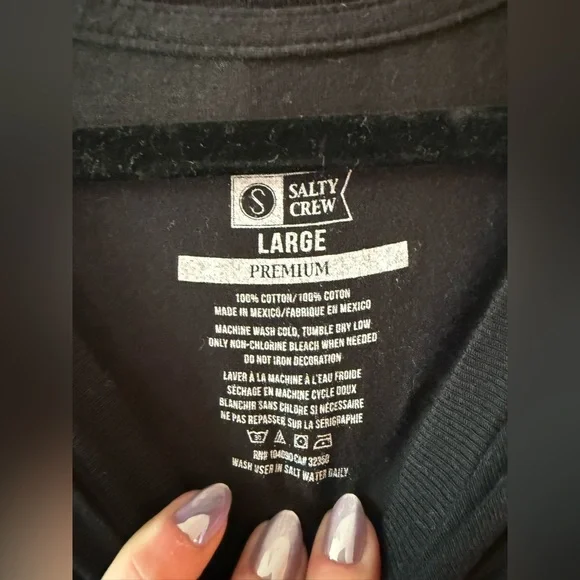 S
SALTY
CREW
LARGE
PREMIUM
100% COTTON/100% COTON
MADE IN MEXICO/FABRIQUE EN MEXICO
MACHINE WASH COLD, TUMBLE DRY LOW
ONLY NON-CHLORINE BLEACH WHEN NEEDED
DO NOT IRON DECORATION
LAVER À LA MACHINE À L'EAU FROIDE
SÉCHAGE EN MACHINE CYCLE DOUX
BLANCHIR SANS CHLORE SI NÉCESSAIRE
NE PAS REPASSER SUR LA SÉRIGRAPHIE
RN# CA# 32350
WASH USER IN SALT WATER DAILY